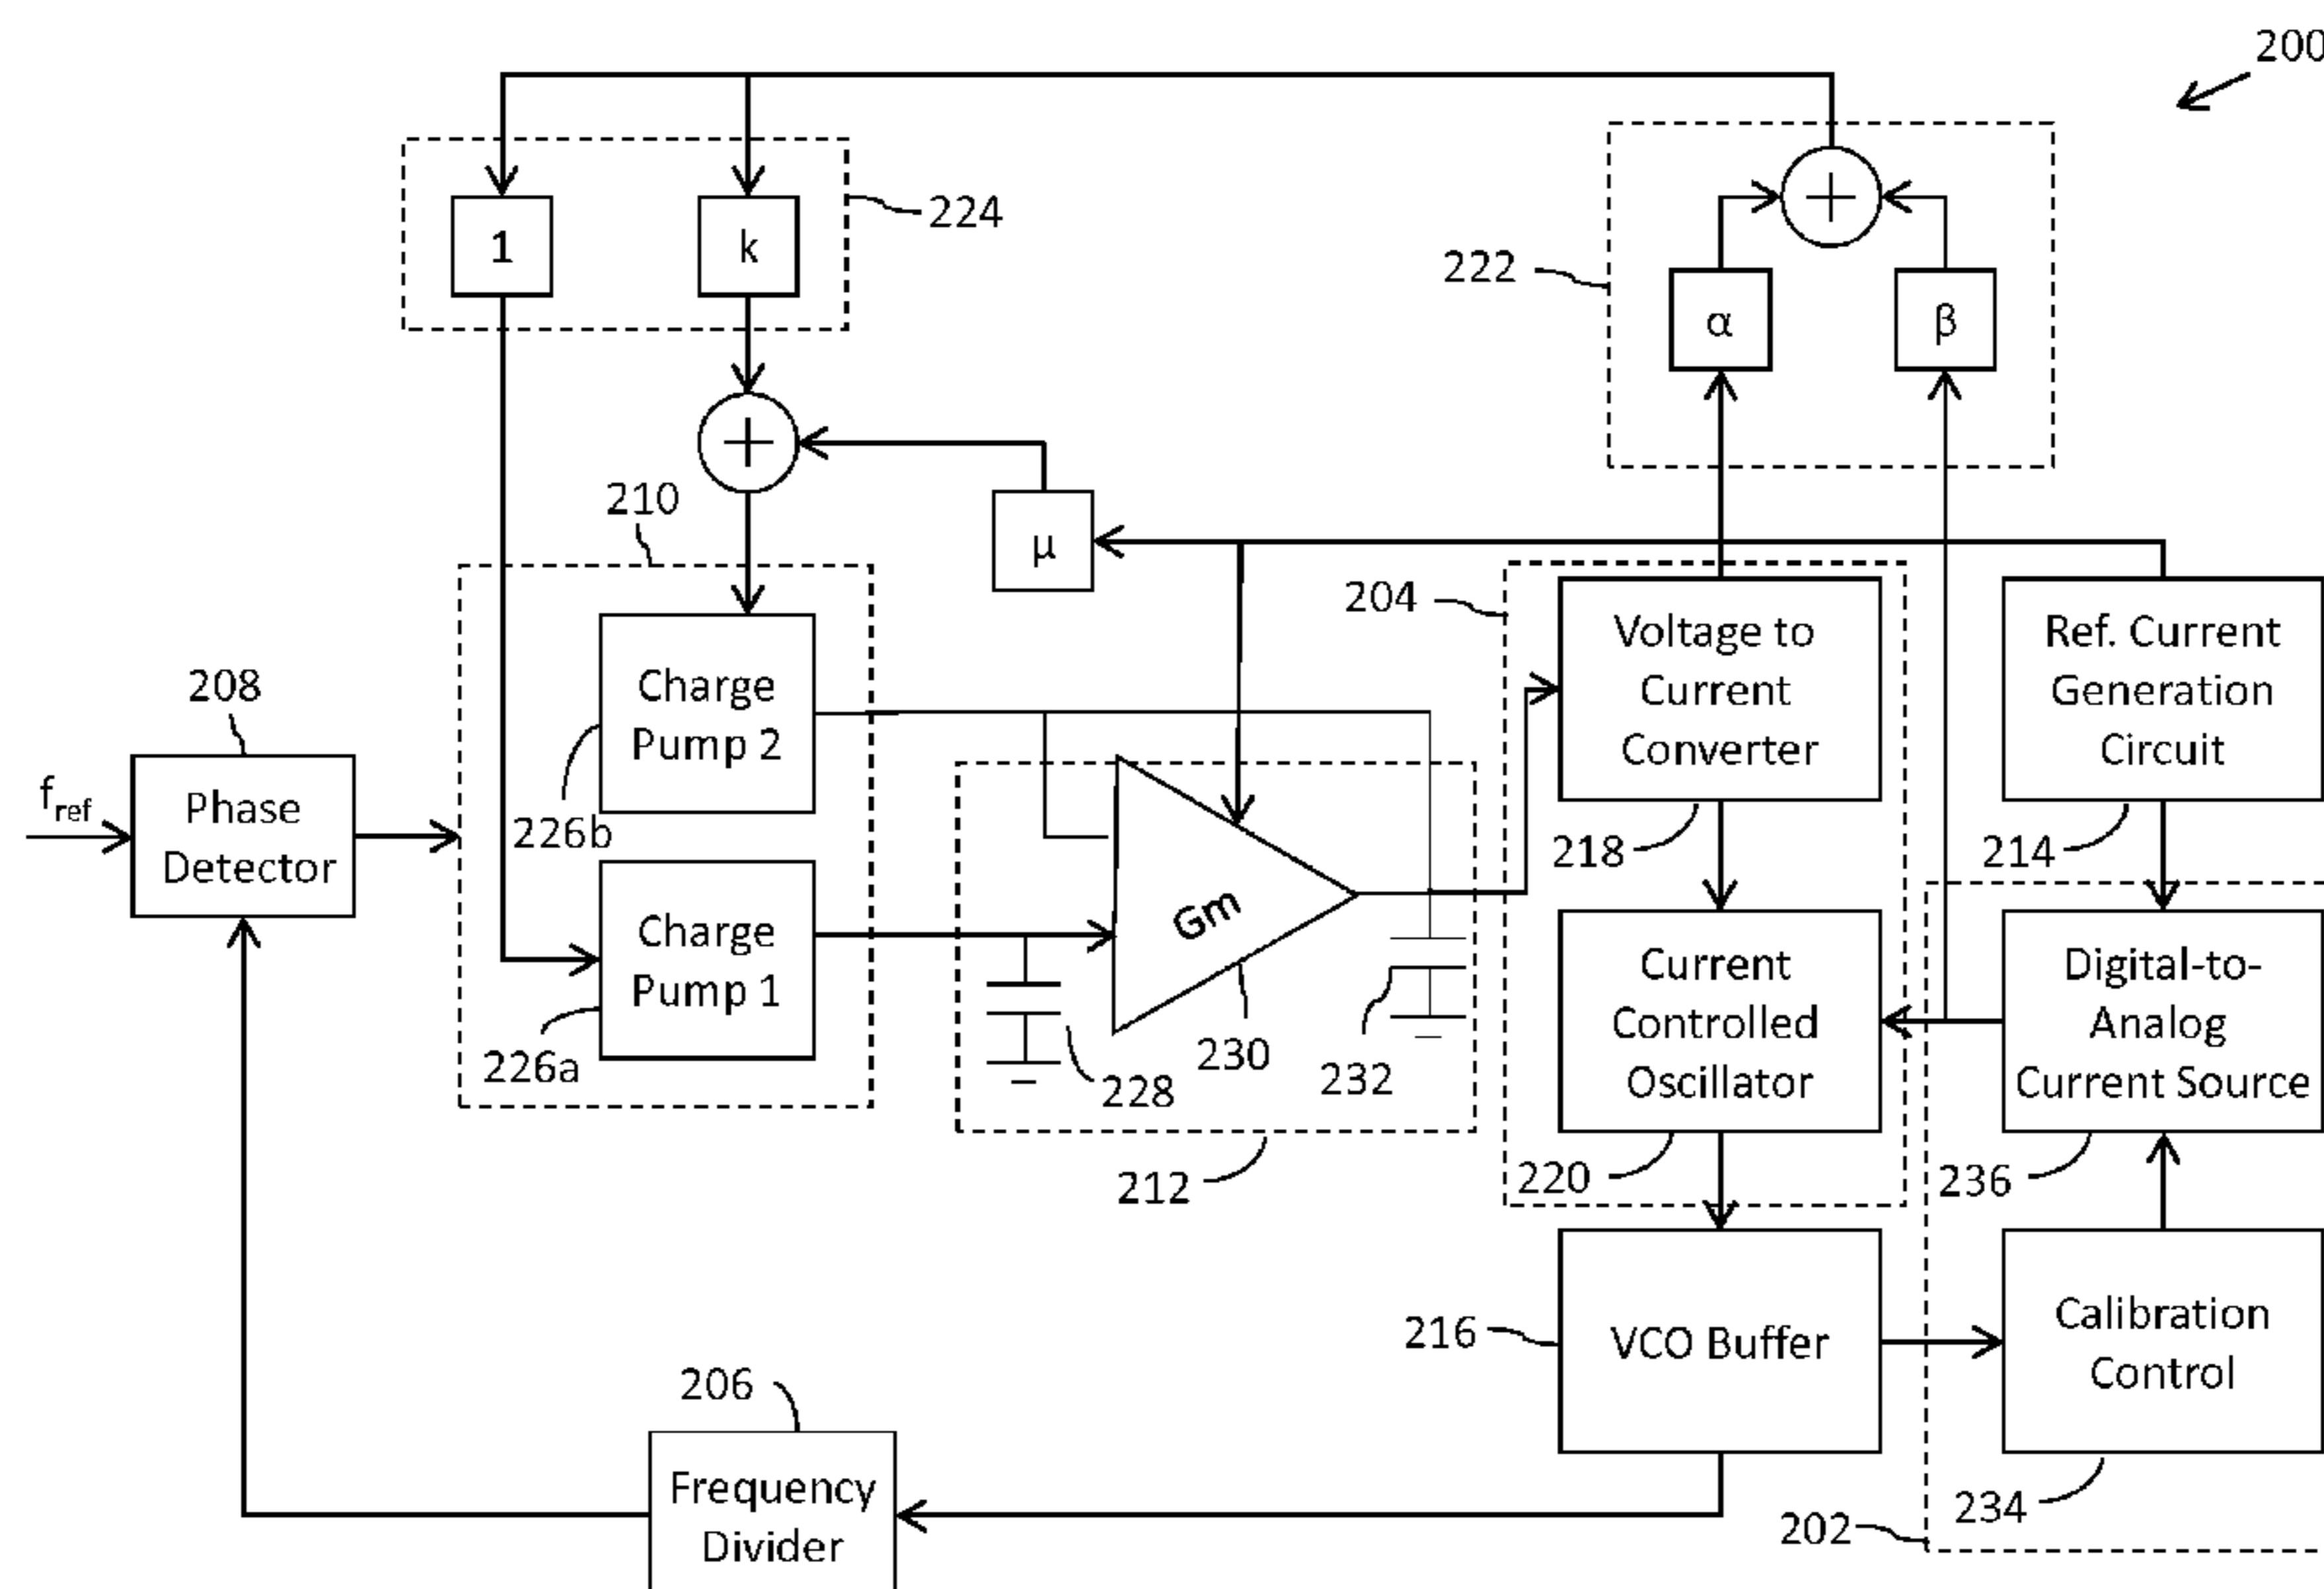 200
1
k
224
222
α
β
210
μ
204
Voltage to
Current
Converter
Ref. Current
Generation
Circuit
208
Charge
Pump 2
f_ref
Phase
Detector
226b
218
214
Gm
Charge
Pump 1
Current
Controlled
Oscillator
Digital-to-
Analog
Current Source
226a
228
230
232
212
220
236
216
VCO Buffer
Calibration
Control
206
Frequency
Divider
234
202